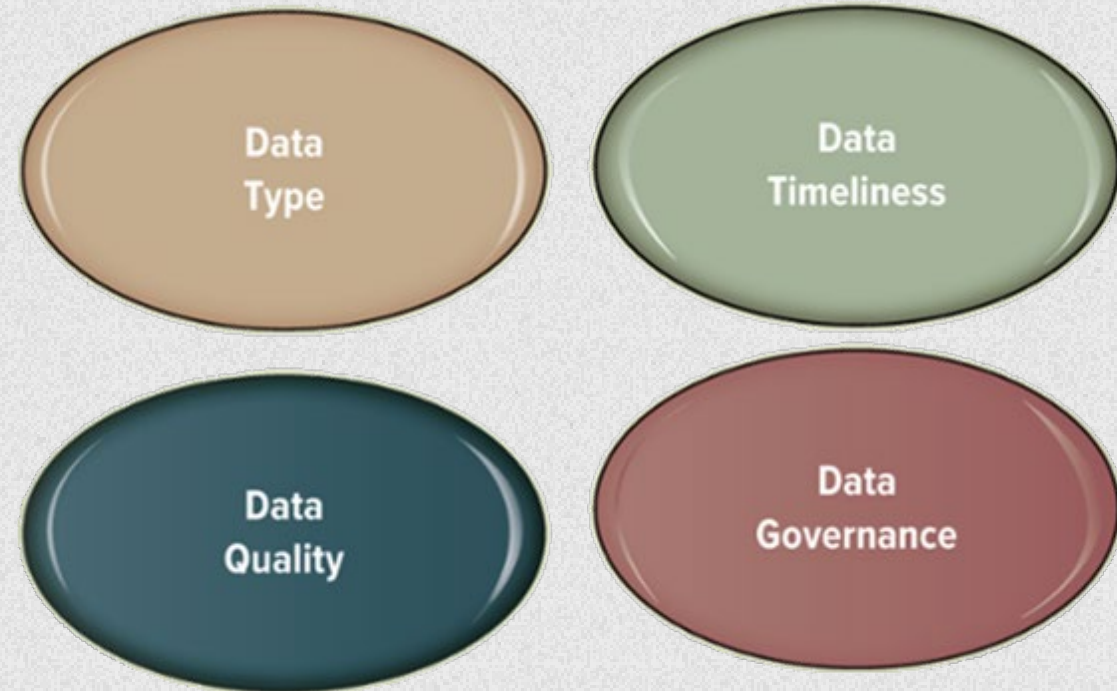 Data
Type
Data
Timeliness
Data
Quality
Data
Governance